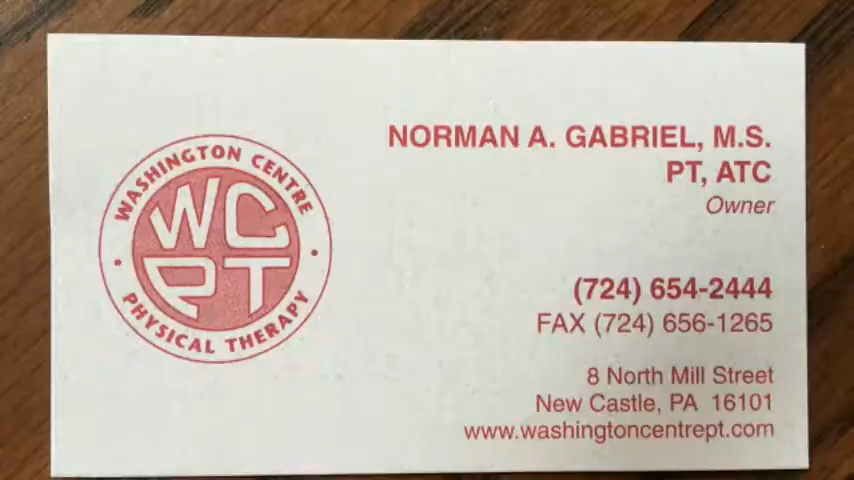 WASHINGTON CENTRE
WC
PT
PHYSICAL THERAPY
NORMAN A. GABRIEL, M.S.
PT, ATC
Owner
(724) 654-2444
FAX (724) 656-1265
8 North Mill Street
New Castle, PA 16101
www.washingtoncentrept.com